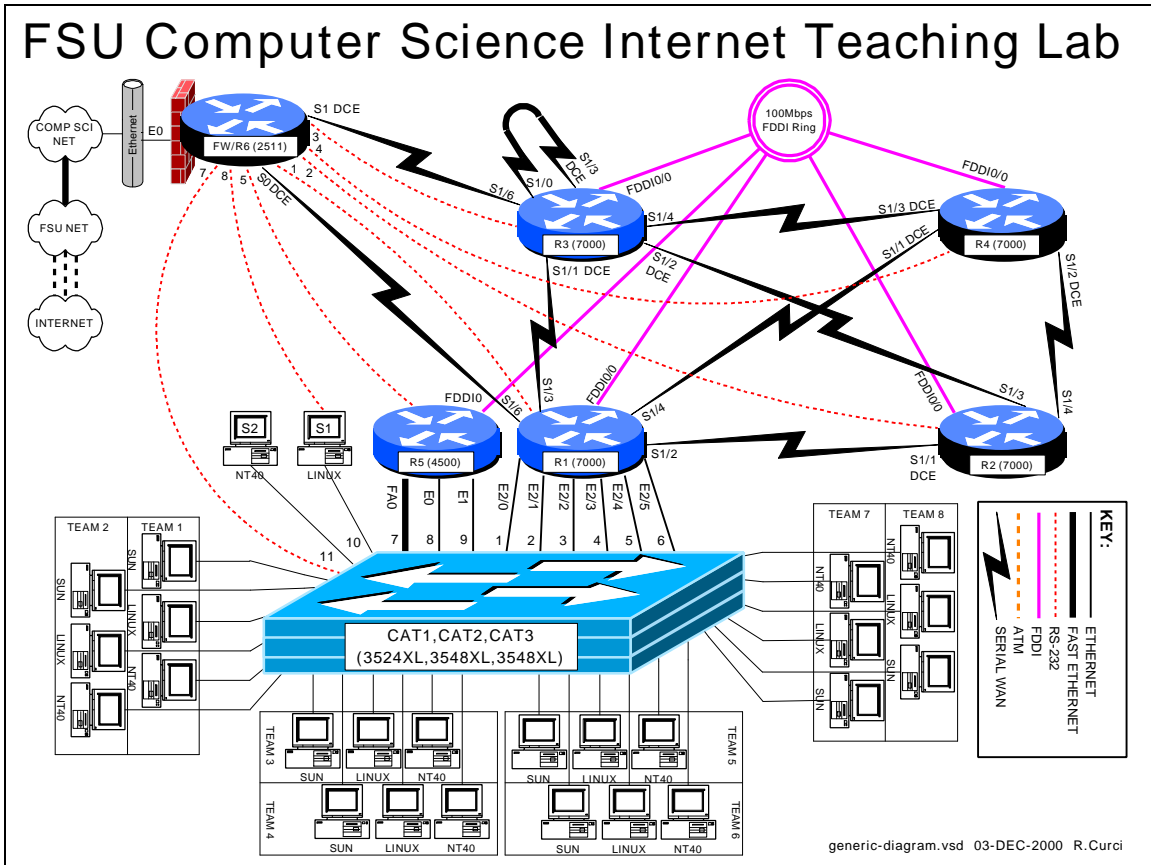 FSU Computer Science Internet Teaching Lab
COMP SCI
NET
Ethernet
E0
FW/R6 (2511)
S1 DCE
3
4
7
8
5
S0 DCE
1
2
FSU NET
INTERNET
100Mbps
FDDI Ring
S1/6
S1/0
S1/3
DCE
FDDI0/0
R3 (7000)
S1/4
S1/1 DCE
S1/2
DCE
FDDI0/0
S1/3 DCE
S1/1 DCE
R4 (7000)
S1/2
DCE
FDDI0
R5 (4500)
S1/6
S1/3
FDDI0/0
S1/4
S1/2
R1 (7000)
FDDI0/0
S1/3
S1/4
S1/1
DCE
R2 (7000)
S2
NT40
S1
LINUX
FA0
E0
E1
E2/0
E2/1
E2/2
E2/3
E2/4
E2/5
11
10
7
8
9
1
2
3
4
5
6
CAT1,CAT2,CAT3
(3524XL,3548XL,3548XL)
TEAM 2
TEAM 1
SUN
SUN
LINUX
LINUX
NT40
NT40
TEAM 7
TEAM 8
NT40
NT40
LINUX
LINUX
SUN
SUN
TEAM 3
SUN
LINUX
NT40
TEAM 4
SUN
LINUX
NT40
TEAM 5
SUN
LINUX
NT40
TEAM 6
SUN
LINUX
NT40
KEY:
ETHERNET
FAST ETHERNET
RS-232
FDDI
ATM
SERIAL WAN
generic-diagram.vsd 03-DEC-2000 R.Curci